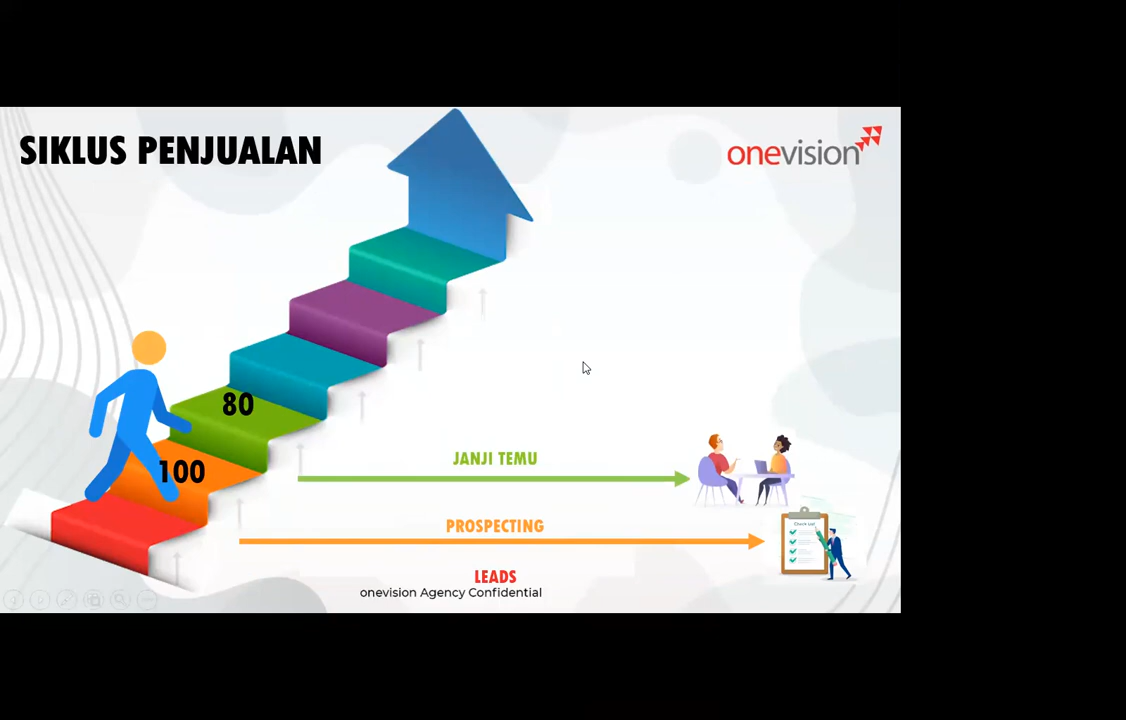 SIKLUS PENJUALAN
onevision
80
100
JANJI TEMU
PROSPECTING
LEADS
onevision Agency Confidential